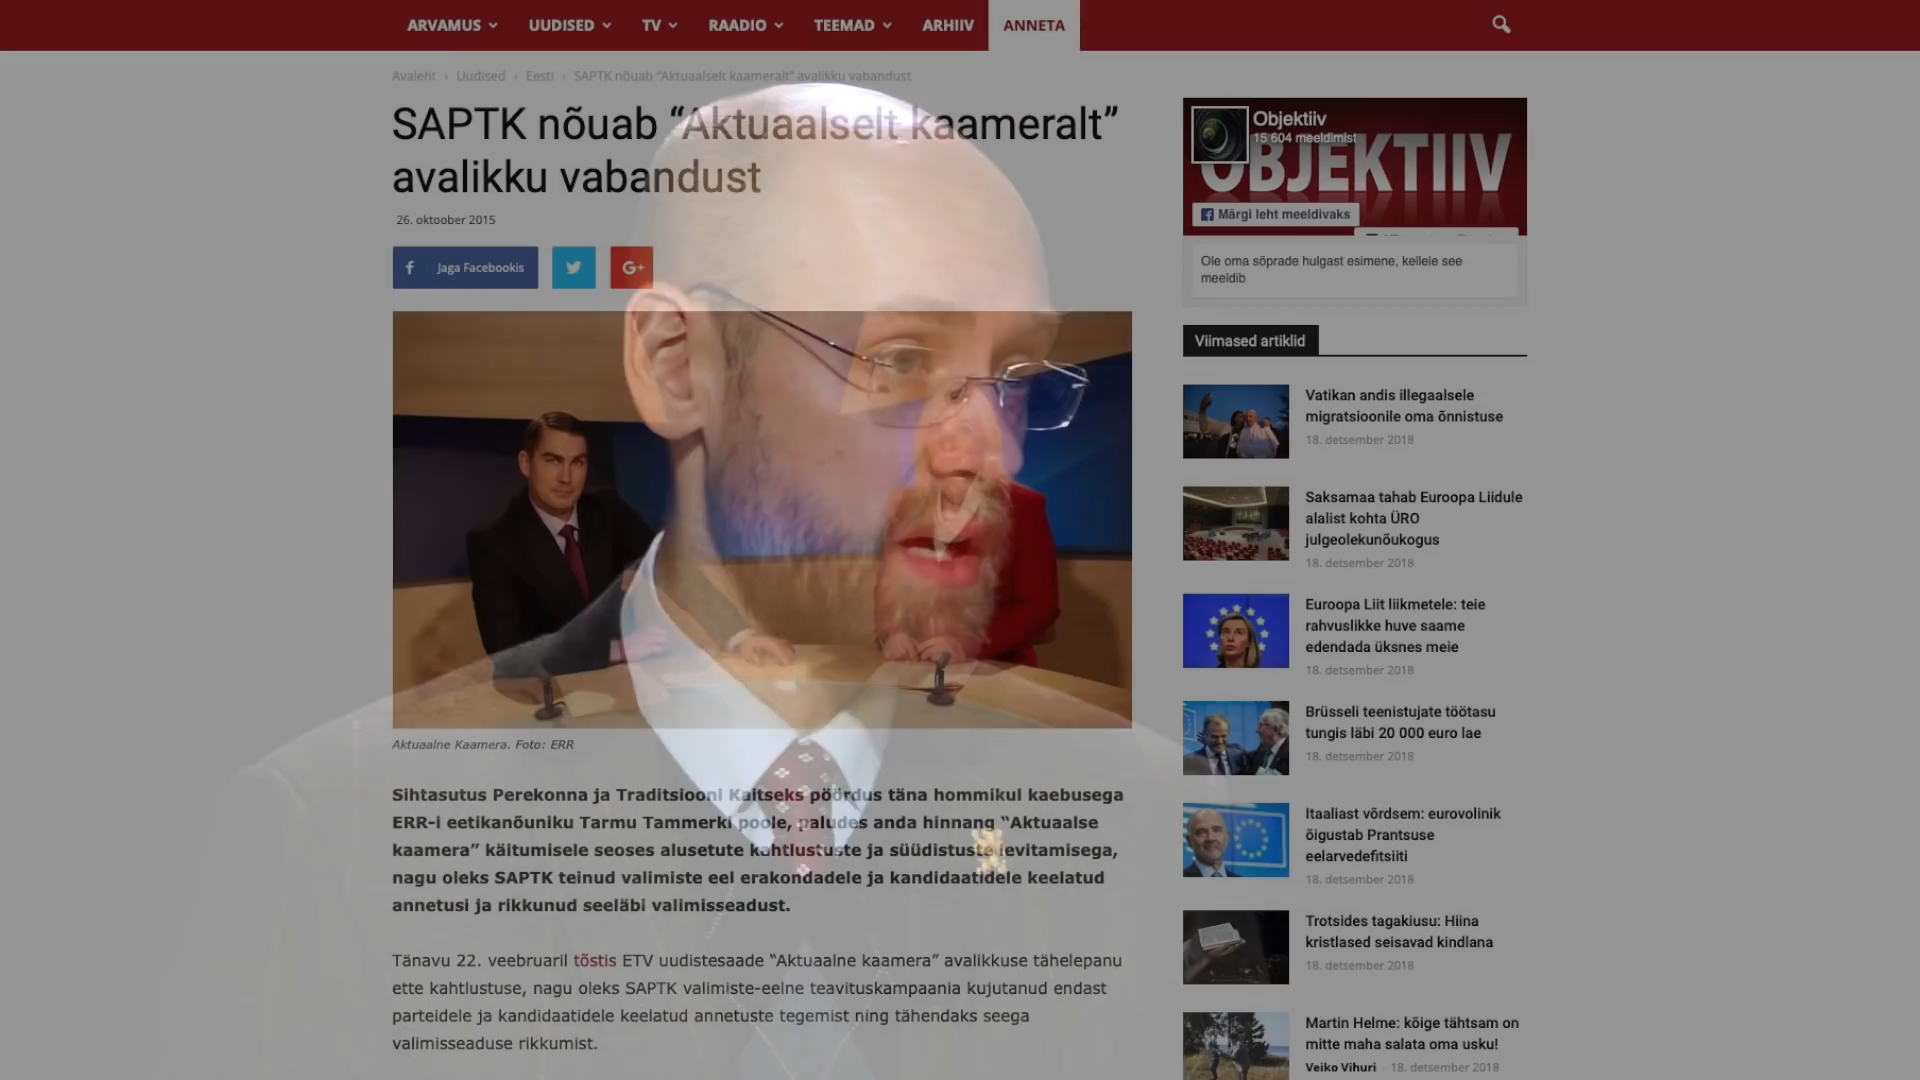 ARVAMUS
UUDISED
TV
RAADIO
TEEMAD
ARHIIV
ANNETA
Avaleht › Uudised › Eesti › SAPTK nõuab “Aktuaalselt kaameralt” avalikku vabandust
SAPTK nõuab “Aktuaalselt kaameralt”
avalikku vabandust
26. oktoober 2015
Jaga Facebookis
G+
Aktuaalne Kaamera. Foto: ERR
Sihtasutus Perekonna ja Traditsiooni Kaitseks pöördus täna hommikul kaebusega
ERR-i eetikanõuniku Tarmu Tammerki poole, paludes anda hinnang “Aktuaalse
kaamera” käitumisele seoses alusetute kahtlustuste ja süüdistuste levitamisega,
nagu oleks SAPTK teinud valimiste eel erakondadele ja kandidaatidele keelatud
annetusi ja rikkunud seeläbi valimisseadust.
Tänavu 22. veebruaril tõstis ETV uudistesaade “Aktuaalne kaamera” avalikkuse tähelepanu
ette kahtlustuse, nagu oleks SAPTK valimiste-eelne teavituskampaania kujutanud endast
parteidele ja kandidaatidele keelatud annetuste tegemist ning tähendaks seega
valimisseaduse rikkumist.
Objektiiv
15 604 meeldimist
OBJEKTIIV
Märgi leht meeldivaks
Ole oma sõprade hulgast esimene, kellele see
meeldib
Viimased artiklid
Vatikan andis illegaalsele
migratsioonile oma õnnistuse
18. detsember 2018
Saksamaa tahab Euroopa Liidule
alalist kohta ÜRO
julgeolekunõukogus
18. detsember 2018
Euroopa Liit liikmetele: teie
rahvuslikke huve saame
edendada üksnes meie
18. detsember 2018
Brüsseli teenistujate töötasu
tungis läbi 20 000 euro lae
18. detsember 2018
Itaaliast võrdsem: eurovolinik
õigustab Prantsuse
eelarvedefitsiiti
18. detsember 2018
Trotsides tagakiusu: Hiina
kristlased seisavad kindlana
18. detsember 2018
Martin Helme: kõige tähtsam on
mitte maha salata oma usku!
Veiko Vihuri - 18. detsember 2018